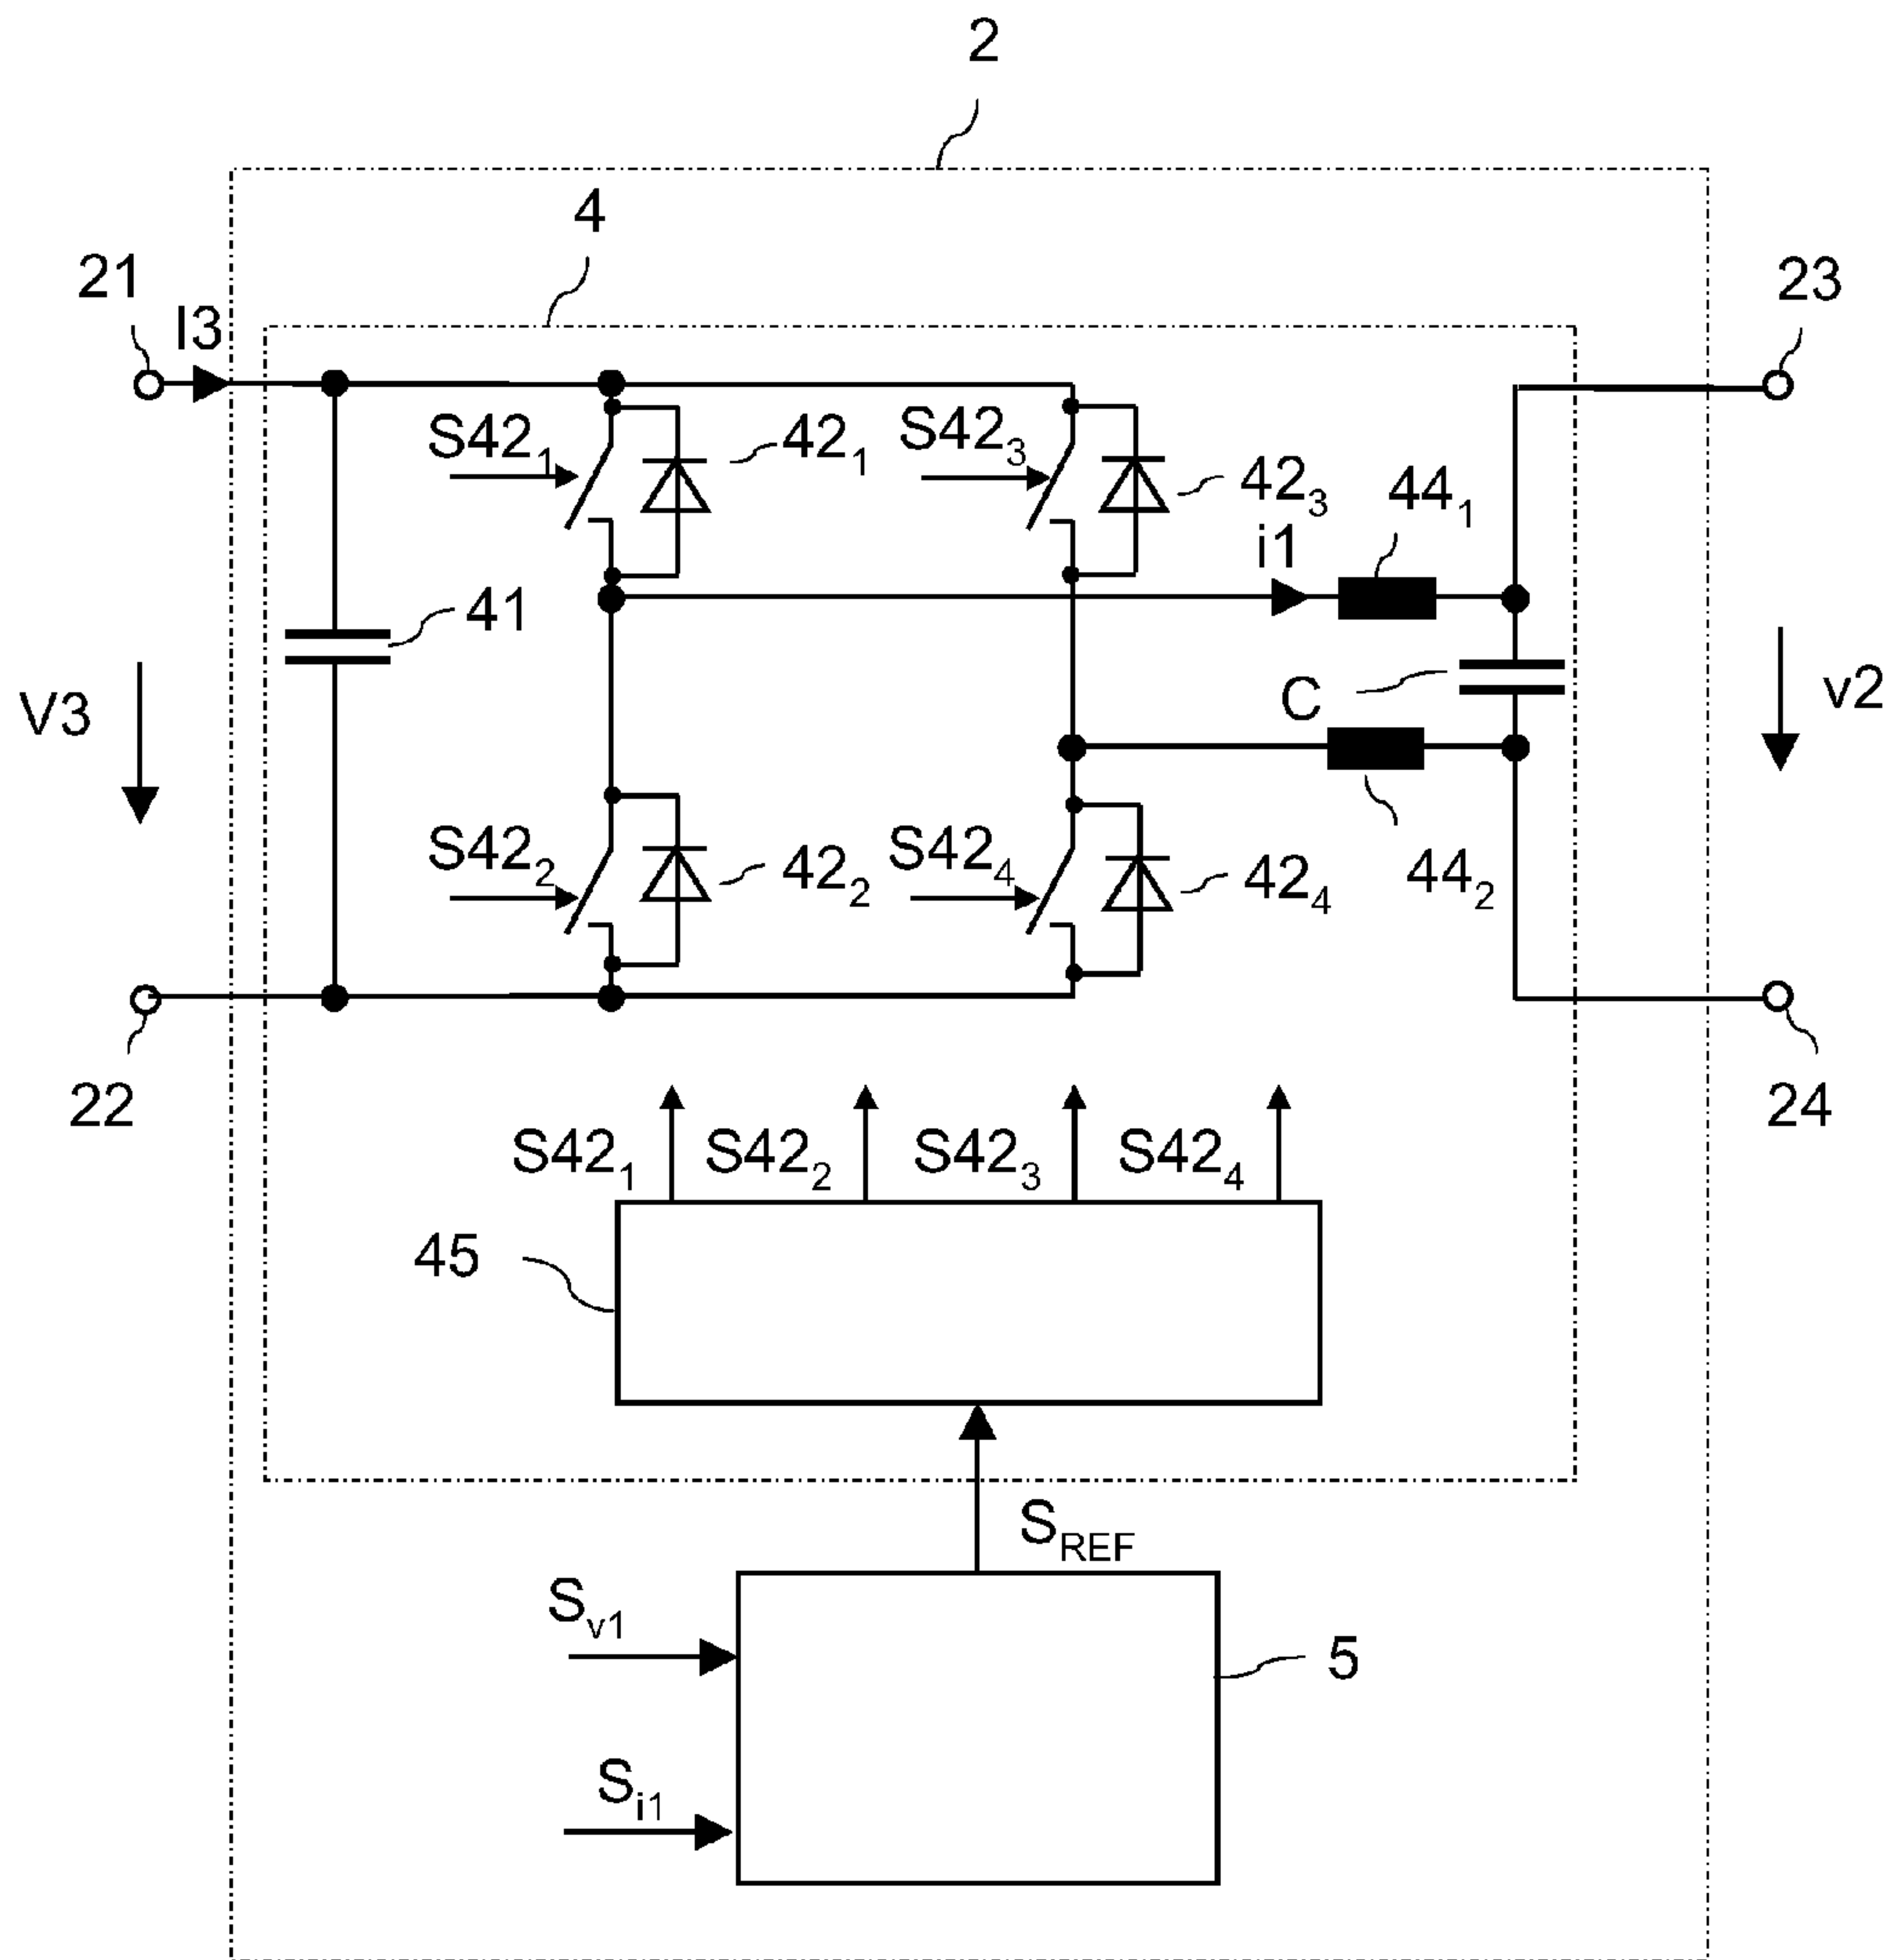 2
4
21
I3
23
S42₁
42₁
S42₃
42₃
44₁
i1
41
V3
C
v2
S42₂
42₂
S42₄
42₄
44₂
22
24
S42₁
S42₂
S42₃
S42₄
45
S_REF
S_v1
5
S_i1